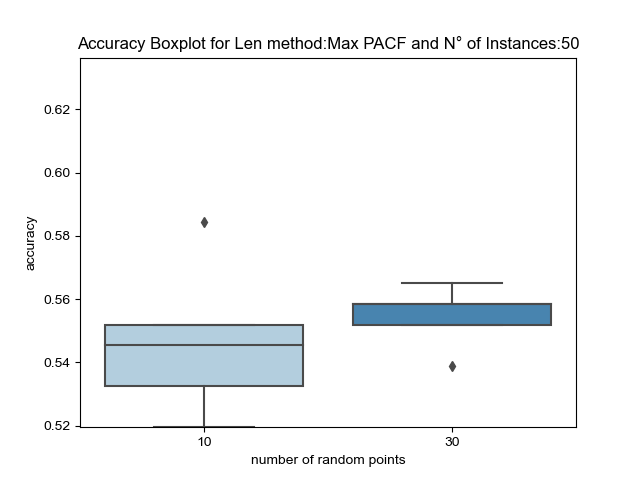 Accuracy Boxplot for Len method:Max PACF and N° of Instances:50
0.62
0.60
0.58
0.56
0.54
0.52
accuracy
10 30
number of random points